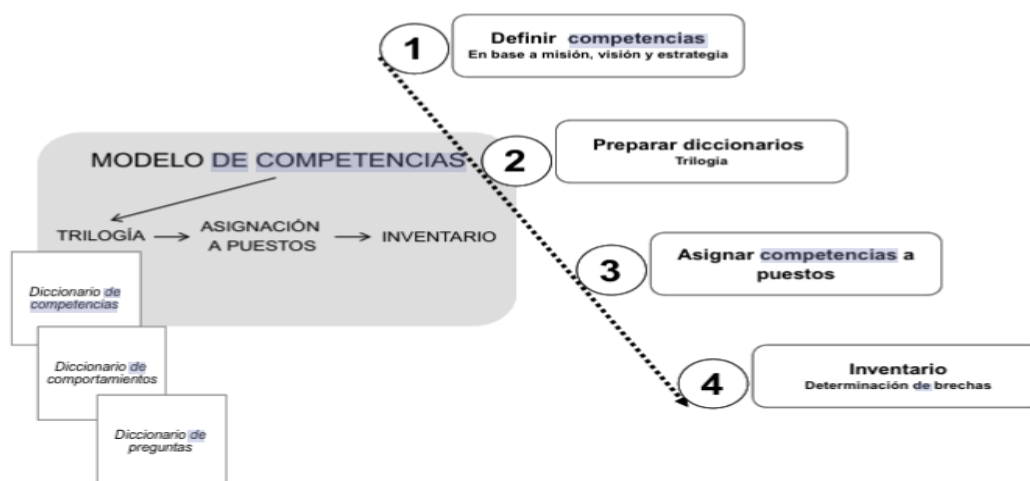 1
Definir competencias
En base a misión, visión y estrategia
MODELO DE COMPETENCIAS
2
Preparar diccionarios
Trilogía
TRILOGÍA
ASIGNACIÓN
A PUESTOS
INVENTARIO
3
Asignar competencias a
puestos
Diccionario de
competencias
Diccionario de
comportamientos
Diccionario de
preguntas
4
Inventario
Determinación de brechas